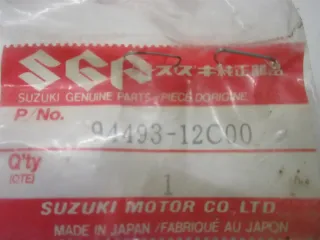 SGP スズキ純正部品
SUZUKI GENUINE PARTS/PIECE D'ORIGINE
P/No.
94493-12C00
Q'ty
(QTE)
1
SUZUKI MOTOR CO.,LTD
MADE IN JAPAN/FABRIQUÉ AU JAPON